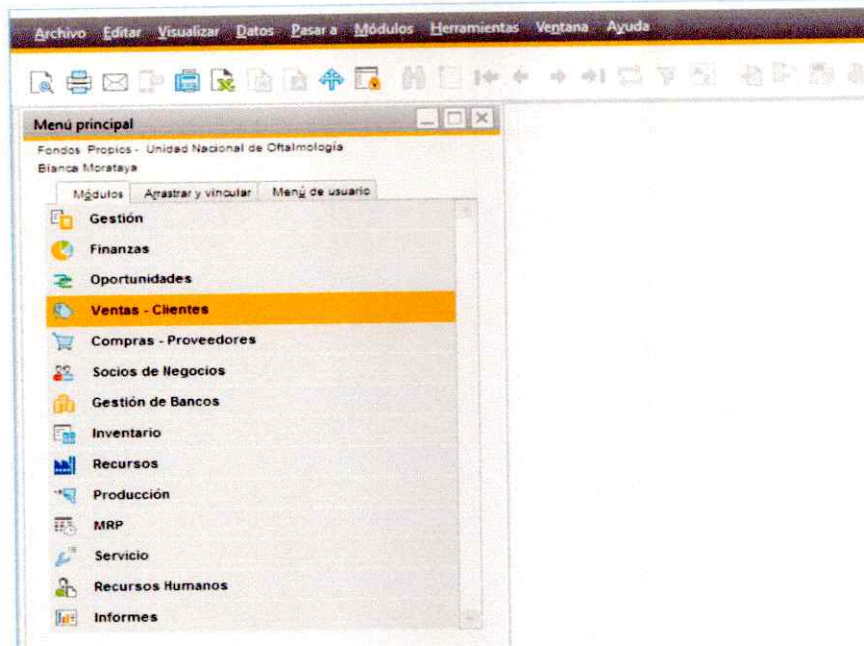 Archivo Editar Visualizar Datos Pasar a Módulos Herramientas Ventana Ayuda
Menú principal
Fondos Propios - Unidad Nacional de Oftalmología
Bianca Morataya
Módulos Arrastrar y vincular Menú de usuario
Gestión
Finanzas
Oportunidades
Ventas - Clientes
Compras - Proveedores
Socios de Negocios
Gestión de Bancos
Inventario
Recursos
Producción
MRP
Servicio
Recursos Humanos
Informes